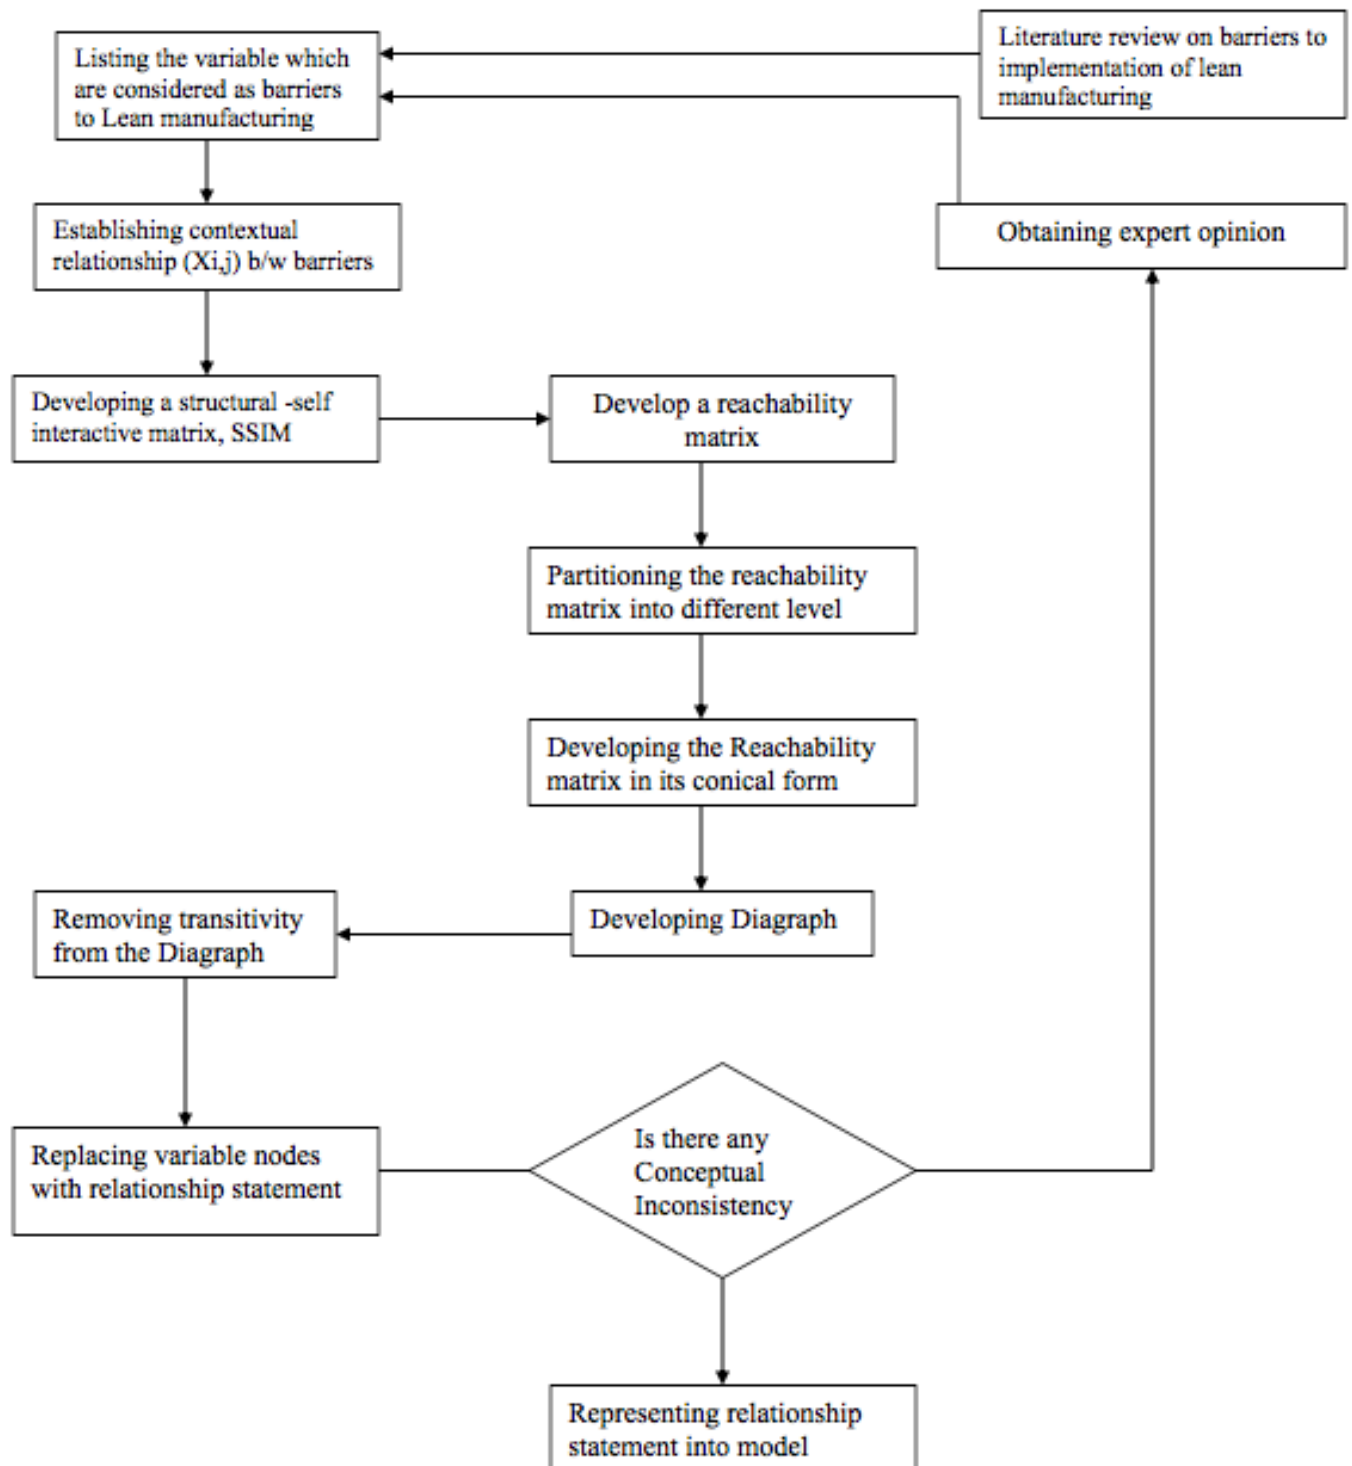 Listing the variable which
are considered as barriers
to Lean manufacturing
Literature review on barriers to
implementation of lean
manufacturing
Establishing contextual
relationship (Xi,j) b/w barriers
Obtaining expert opinion
Developing a structural -self
interactive matrix, SSIM
Develop a reachability
matrix
Partitioning the reachability
matrix into different level
Developing the Reachability
matrix in its conical form
Removing transitivity
from the Diagraph
Developing Diagraph
Replacing variable nodes
with relationship statement
Is there any
Conceptual
Inconsistency
Representing relationship
statement into model